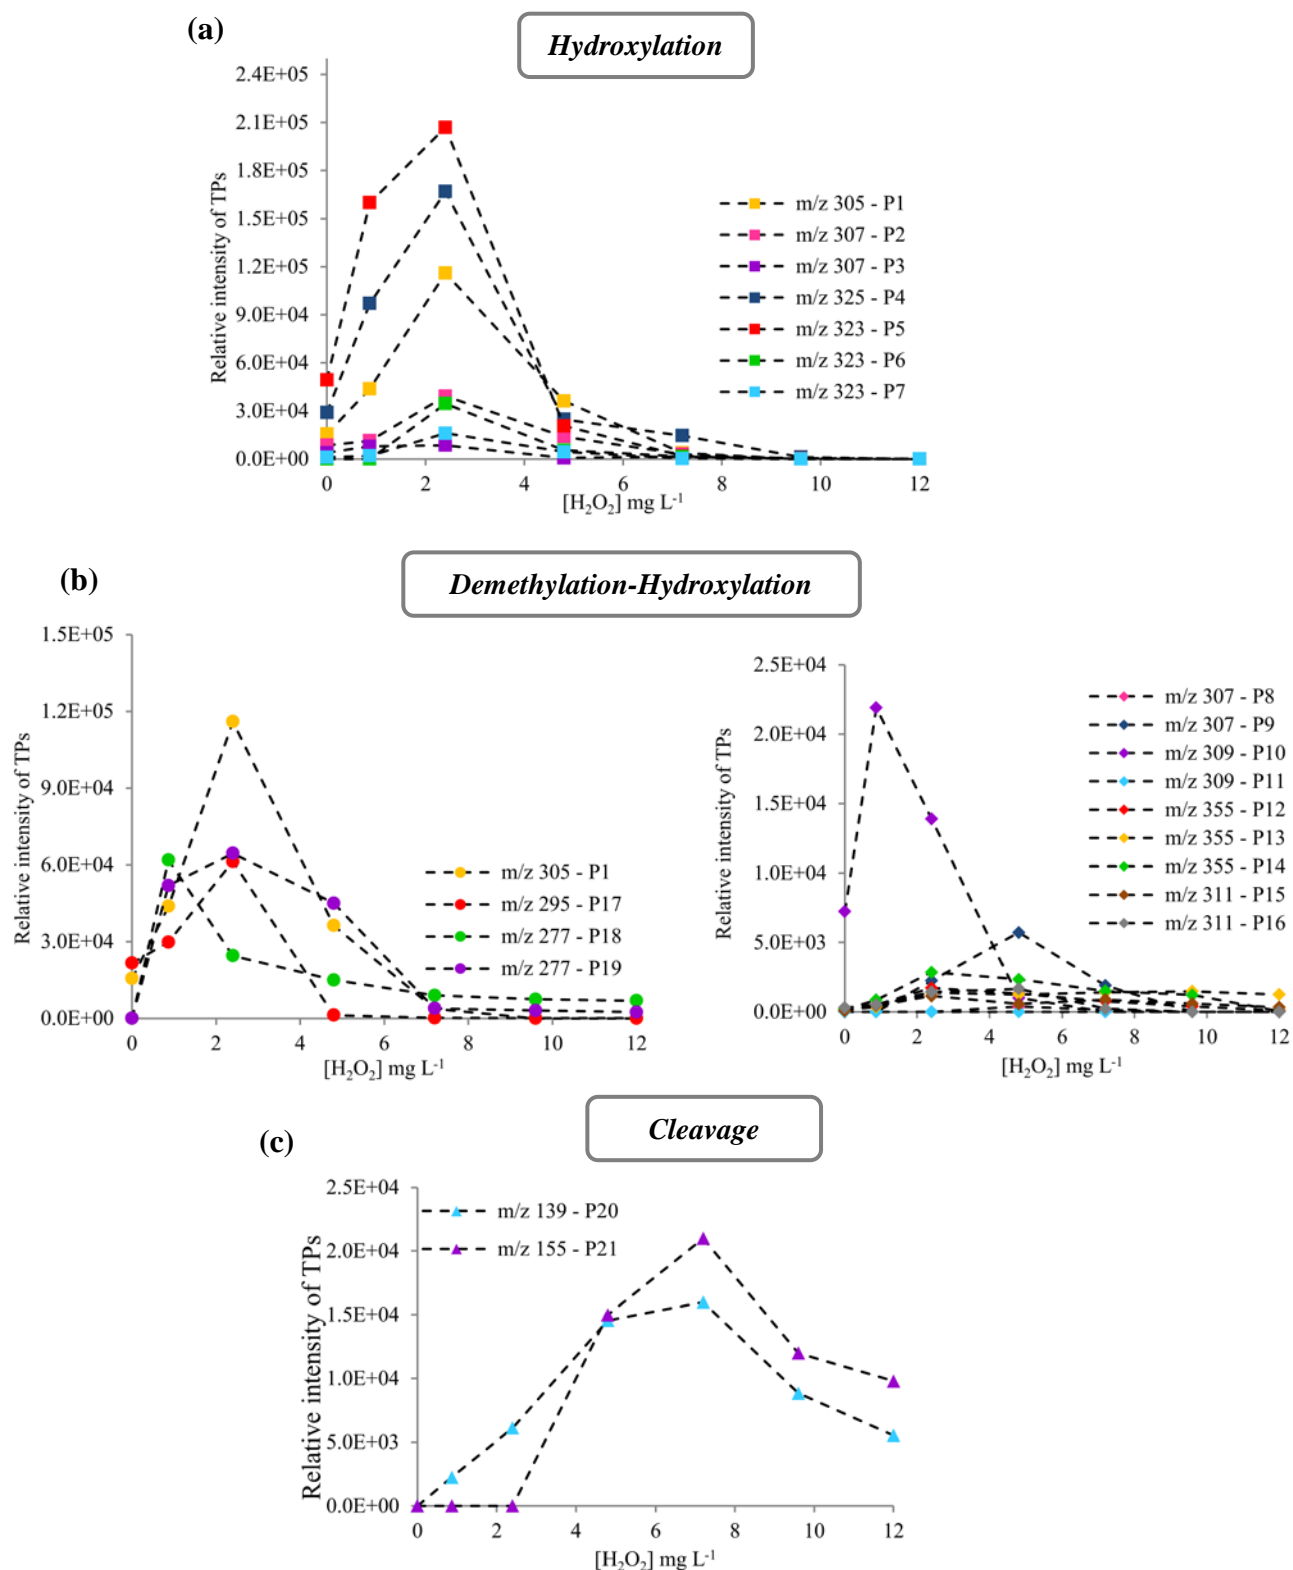 (a)
Hydroxylation
Relative intensity of TPs
2.4E+05
2.1E+05
1.8E+05
1.5E+05
1.2E+05
9.0E+04
6.0E+04
3.0E+04
0.0E+00
0 2 4 6 8 10 12
[H₂O₂] mg L⁻¹
m/z 305 - P1
m/z 307 - P2
m/z 307 - P3
m/z 325 - P4
m/z 323 - P5
m/z 323 - P6
m/z 323 - P7
(b)
Demethylation-Hydroxylation
Relative intensity of TPs
1.5E+05
1.2E+05
9.0E+04
6.0E+04
3.0E+04
0.0E+00
0 2 4 6 8 10 12
[H₂O₂] mg L⁻¹
m/z 305 - P1
m/z 295 - P17
m/z 277 - P18
m/z 277 - P19
Relative intensity of TPs
2.5E+04
2.0E+04
1.5E+04
1.0E+04
5.0E+03
0.0E+00
0 2 4 6 8 10 12
[H₂O₂] mg L⁻¹
m/z 307 - P8
m/z 307 - P9
m/z 309 - P10
m/z 309 - P11
m/z 355 - P12
m/z 355 - P13
m/z 355 - P14
m/z 311 - P15
m/z 311 - P16
(c)
Cleavage
Relative intensity of TPs
2.5E+04
2.0E+04
1.5E+04
1.0E+04
5.0E+03
0.0E+00
0 2 4 6 8 10 12
[H₂O₂] mg L⁻¹
m/z 139 - P20
m/z 155 - P21